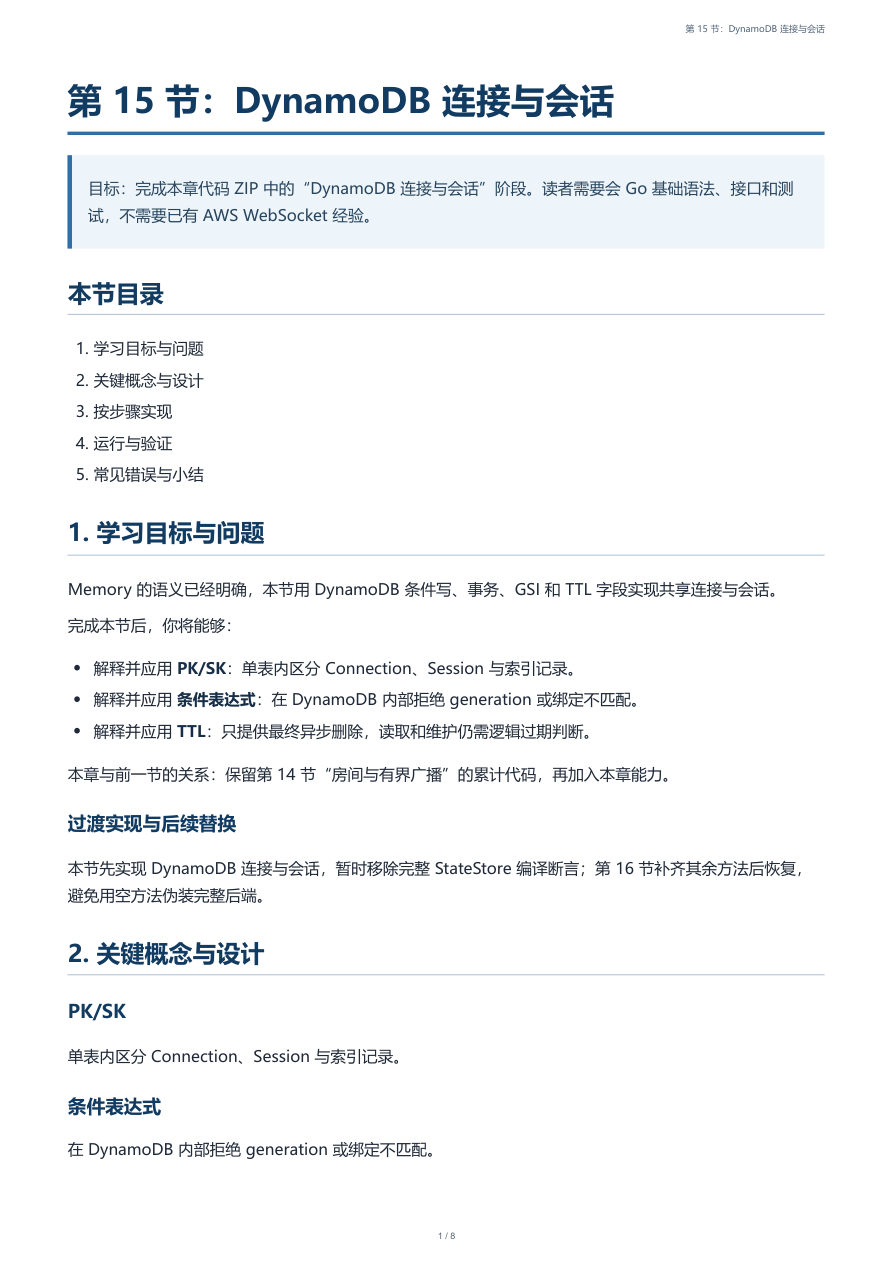 第 15 节：DynamoDB 连接与会话
第 15 节：DynamoDB 连接与会话
目标：完成本章代码 ZIP 中的“DynamoDB 连接与会话”阶段。读者需要会 Go 基础语法、接口和测
试，不需要已有 AWS WebSocket 经验。
本节目录
1. 学习目标与问题
2. 关键概念与设计
3. 按步骤实现
4. 运行与验证
5. 常见错误与小结
1. 学习目标与问题
Memory 的语义已经明确，本节用 DynamoDB 条件写、事务、GSI 和 TTL 字段实现共享连接与会话。
完成本节后，你将能够：
• 解释并应用 PK/SK：单表内区分 Connection、Session 与索引记录。
• 解释并应用 条件表达式：在 DynamoDB 内部拒绝 generation 或绑定不匹配。
• 解释并应用 TTL：只提供最终异步删除，读取和维护仍需逻辑过期判断。
本章与前一节的关系：保留第 14 节“房间与有界广播”的累计代码，再加入本章能力。
过渡实现与后续替换
本节先实现 DynamoDB 连接与会话，暂时移除完整 StateStore 编译断言；第 16 节补齐其余方法后恢复，
避免用空方法伪装完整后端。
2. 关键概念与设计
PK/SK
单表内区分 Connection、Session 与索引记录。
条件表达式
在 DynamoDB 内部拒绝 generation 或绑定不匹配。
1 / 8